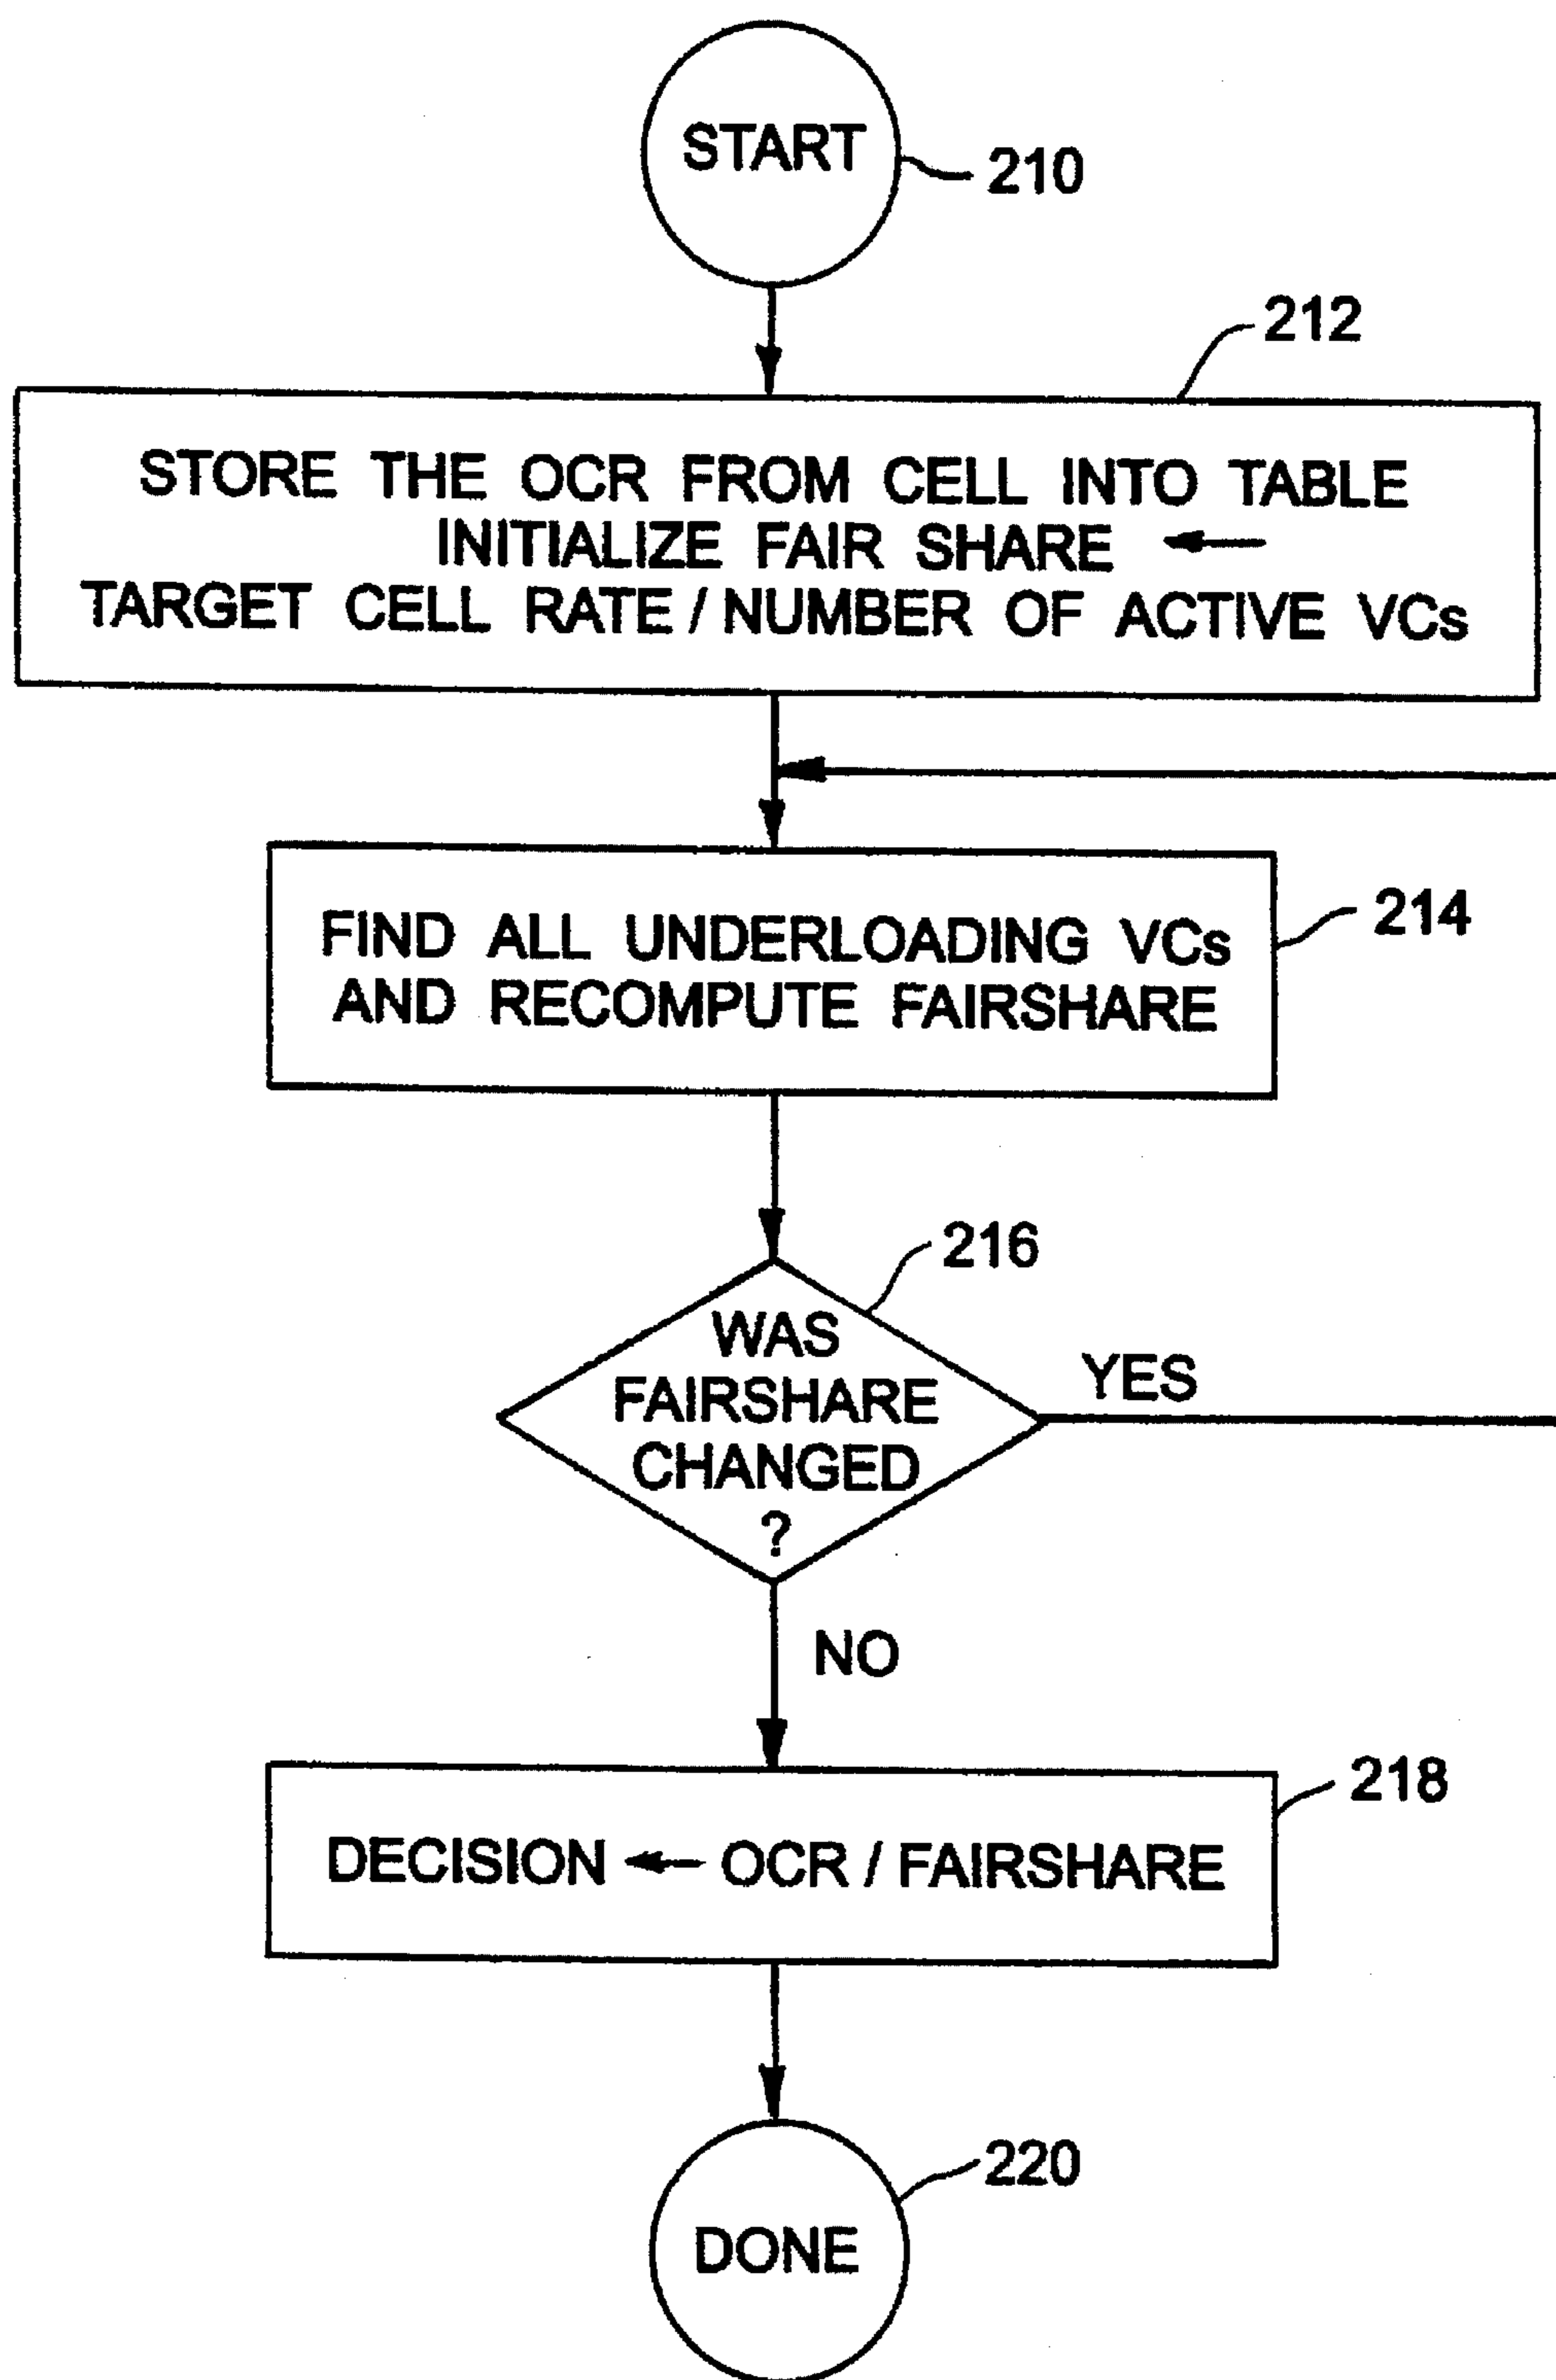 START
210
212
STORE THE OCR FROM CELL INTO TABLE
INITIALIZE FAIR SHARE ←
TARGET CELL RATE / NUMBER OF ACTIVE VCs
FIND ALL UNDERLOADING VCs
AND RECOMPUTE FAIRSHARE
214
216
WAS
FAIRSHARE
CHANGED
?
YES
NO
218
DECISION ← OCR / FAIRSHARE
220
DONE